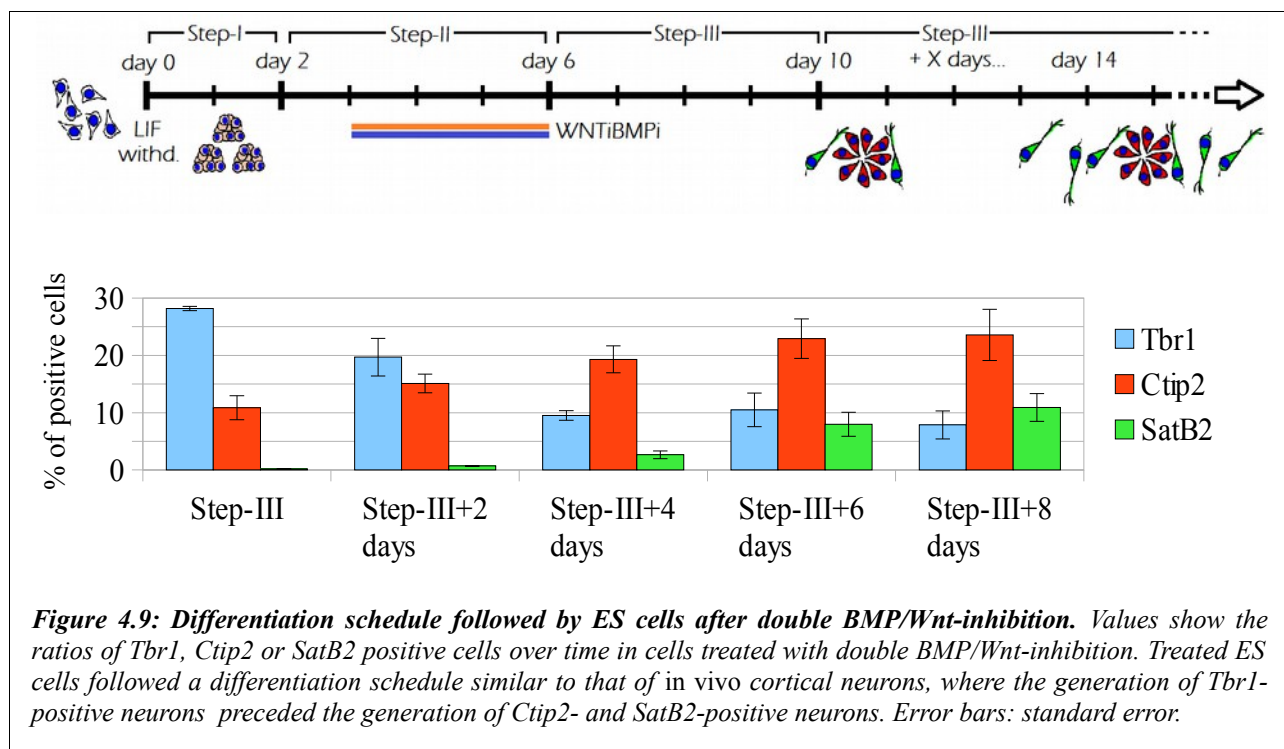 Step-I Step-II Step-III Step-III
day 0 day 2 day 6 day 10 + X days... day 14
LIF withd. WNTiBMPi
30
20
10
0
% of positive cells
Tbr1
Ctip2
SatB2
Step-III Step-III+2 days Step-III+4 days Step-III+6 days Step-III+8 days
Figure 4.9: Differentiation schedule followed by ES cells after double BMP/Wnt-inhibition. Values show the
ratios of Tbr1, Ctip2 or SatB2 positive cells over time in cells treated with double BMP/Wnt-inhibition. Treated ES
cells followed a differentiation schedule similar to that of in vivo cortical neurons, where the generation of Tbr1-
positive neurons preceded the generation of Ctip2- and SatB2-positive neurons. Error bars: standard error.